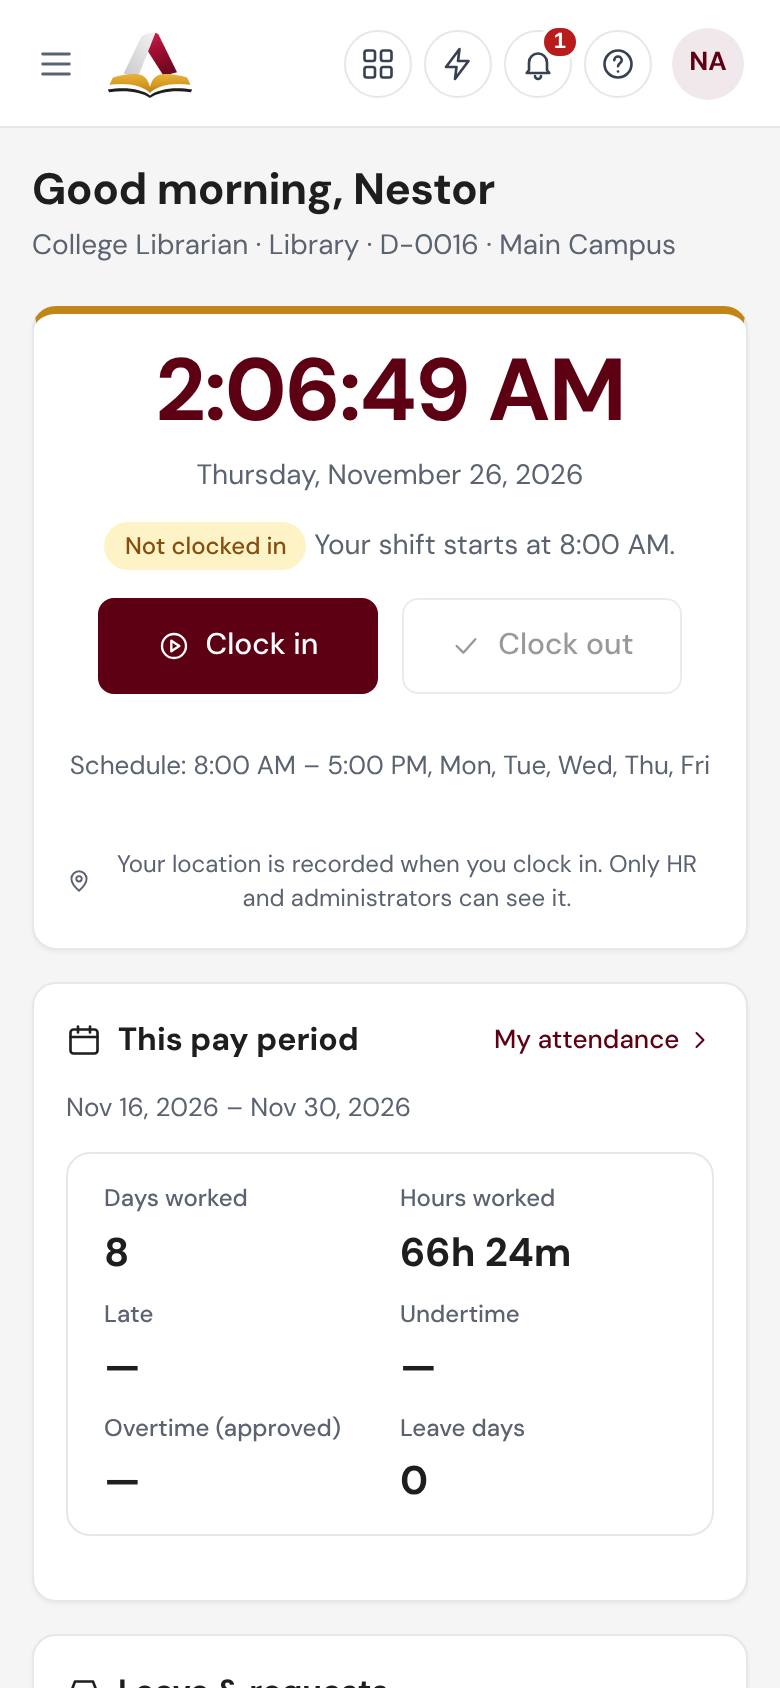 1
NA
Good morning, Nestor
College Librarian · Library · D-0016 · Main Campus
2:06:49 AM
Thursday, November 26, 2026
Not clocked in Your shift starts at 8:00 AM.
Clock in
Clock out
Schedule: 8:00 AM – 5:00 PM, Mon, Tue, Wed, Thu, Fri
Your location is recorded when you clock in. Only HR
and administrators can see it.
This pay period
My attendance
Nov 16, 2026 – Nov 30, 2026
Days worked
Hours worked
8
66h 24m
Late
Undertime
—
—
Overtime (approved)
Leave days
—
0
Leave & requests